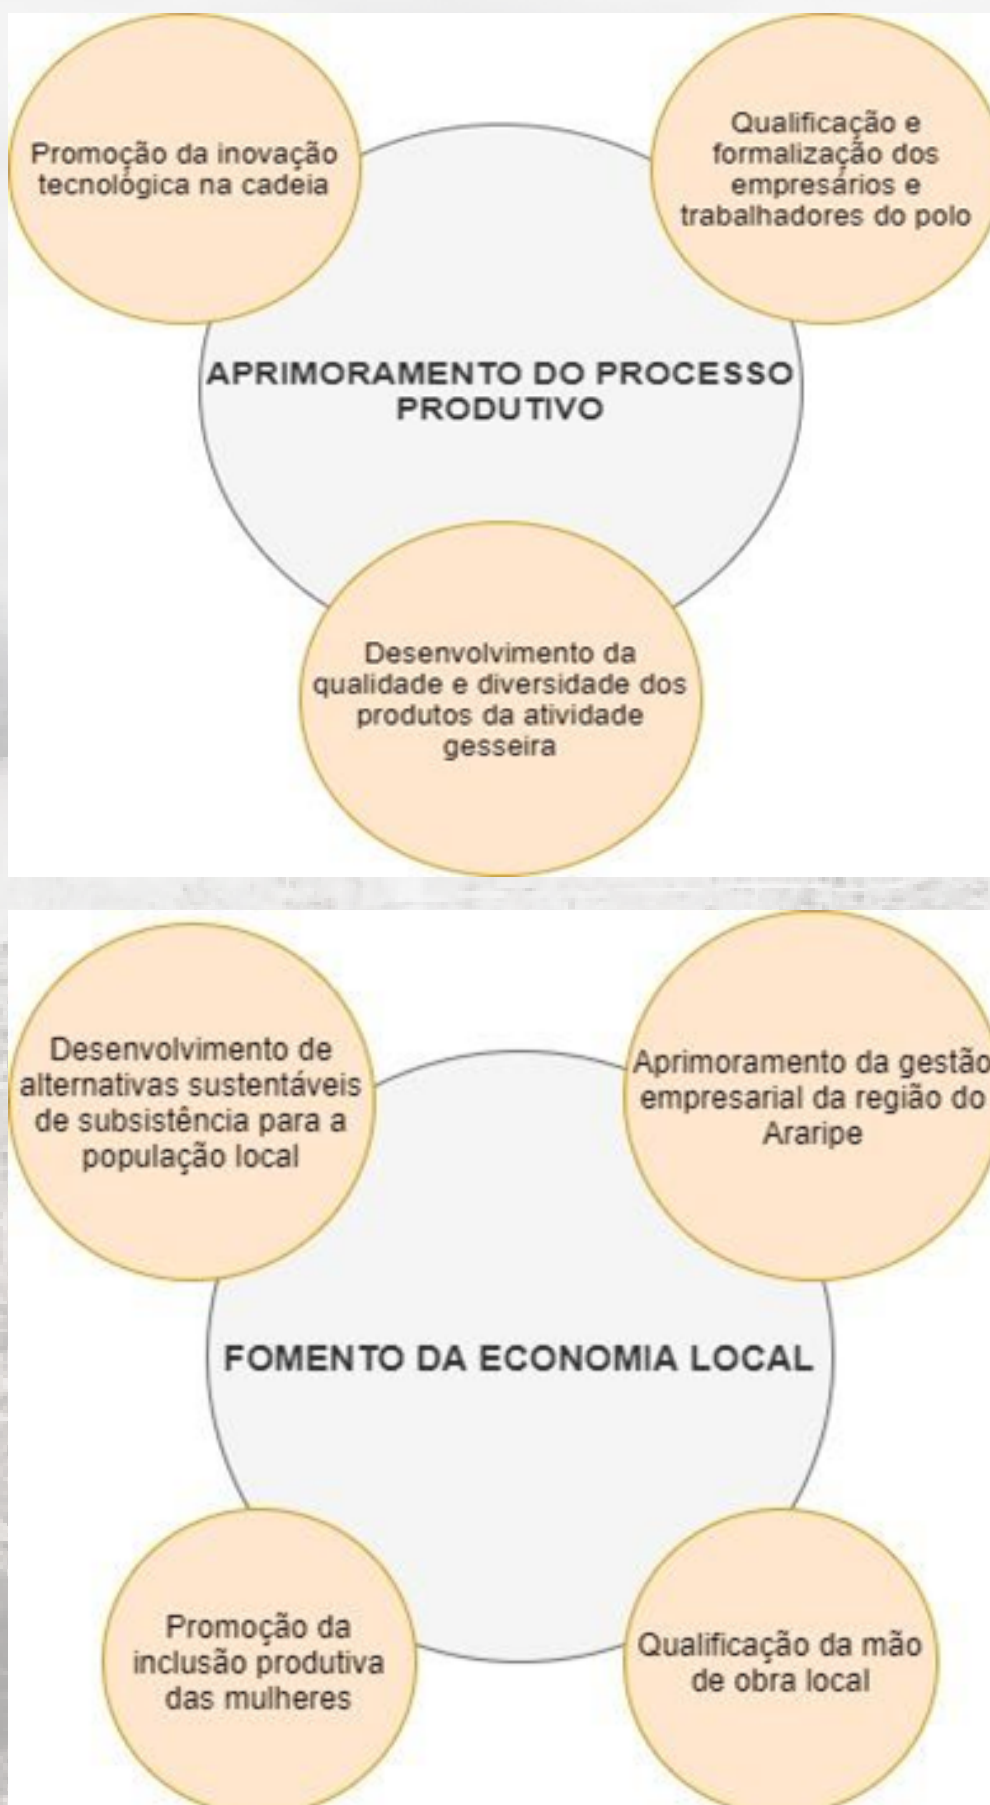 Promoção da inovação
tecnológica na cadeia
Qualificação e
formalização dos
empresários e
trabalhadores do polo
APRIMORAMENTO DO PROCESSO
PRODUTIVO
Desenvolvimento da
qualidade e diversidade dos
produtos da atividade
gesseira
Desenvolvimento de
alternativas sustentáveis
de subsistência para a
população local
Aprimoramento da gestão
empresarial da região do
Araripe
FOMENTO DA ECONOMIA LOCAL
Promoção da
inclusão produtiva
das mulheres
Qualificação da mão
de obra local